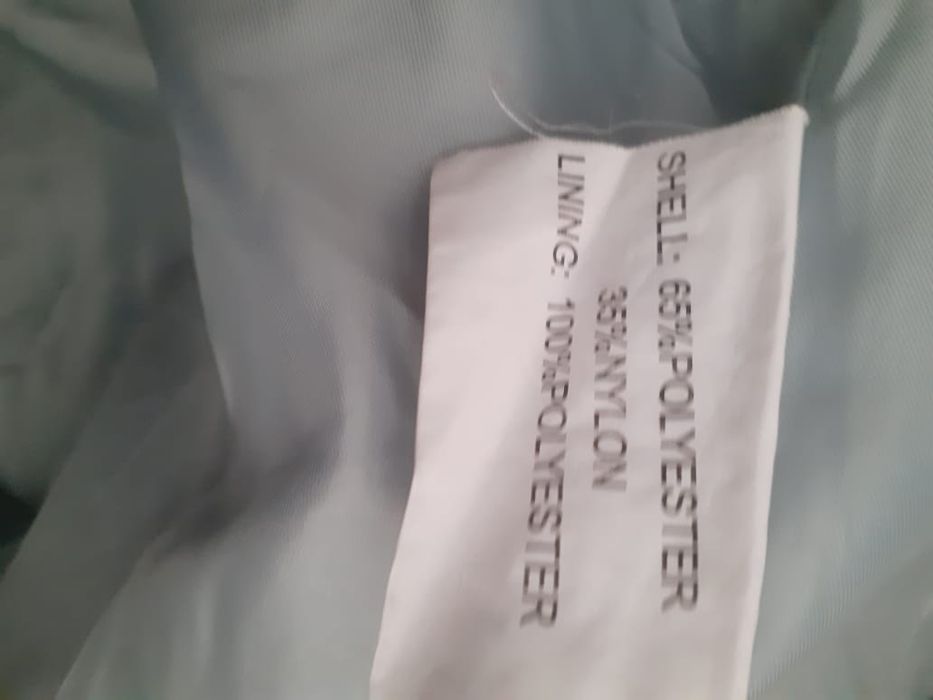 SHELL: 65%POLYESTER
35%NYLON
LINING: 100%POLYESTER